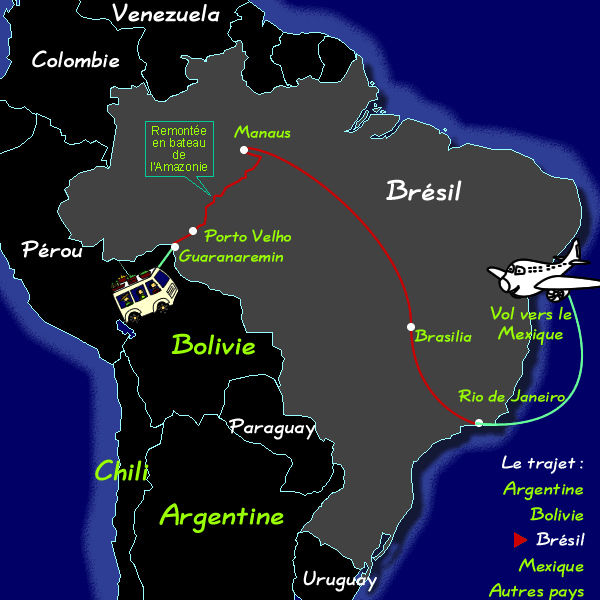 Venezuela
Colombie
Remontée
en bateau
de
l'Amazonie
Manaus
Brésil
Porto Velho
Guaranaremin
Pérou
Vol vers le
Mexique
Bolivie
Brasilia
Rio de Janeiro
Paraguay
Chili
Argentine
Uruguay
Le trajet :
Argentine
Bolivie
Brésil
Mexique
Autres pays